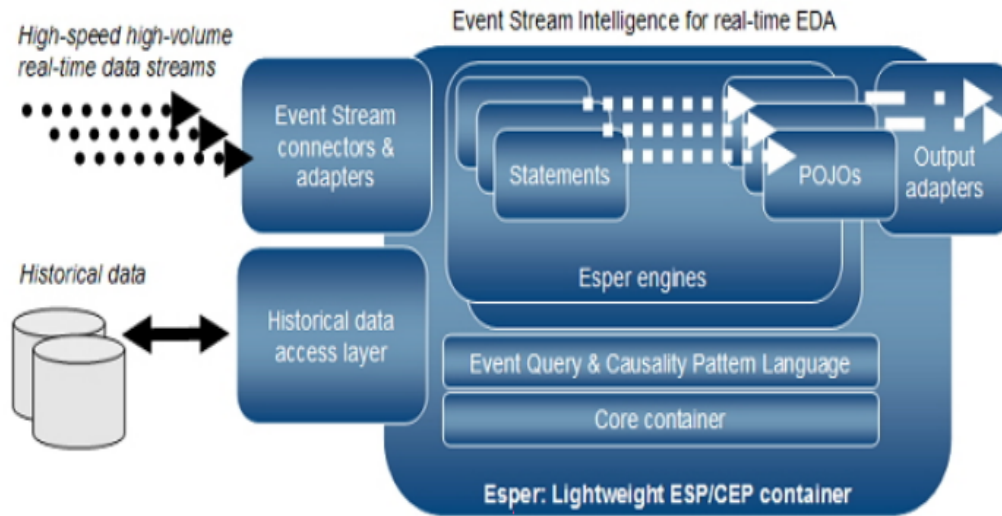 Event Stream Intelligence for real-time EDA
High-speed high-volume
real-time data streams
Event Stream
connectors &
adapters
Statements
POJOs
Output
adapters
Esper engines
Historical data
Historical data
access layer
Event Query & Causality Pattern Language
Core container
Esper: Lightweight ESP/CEP container